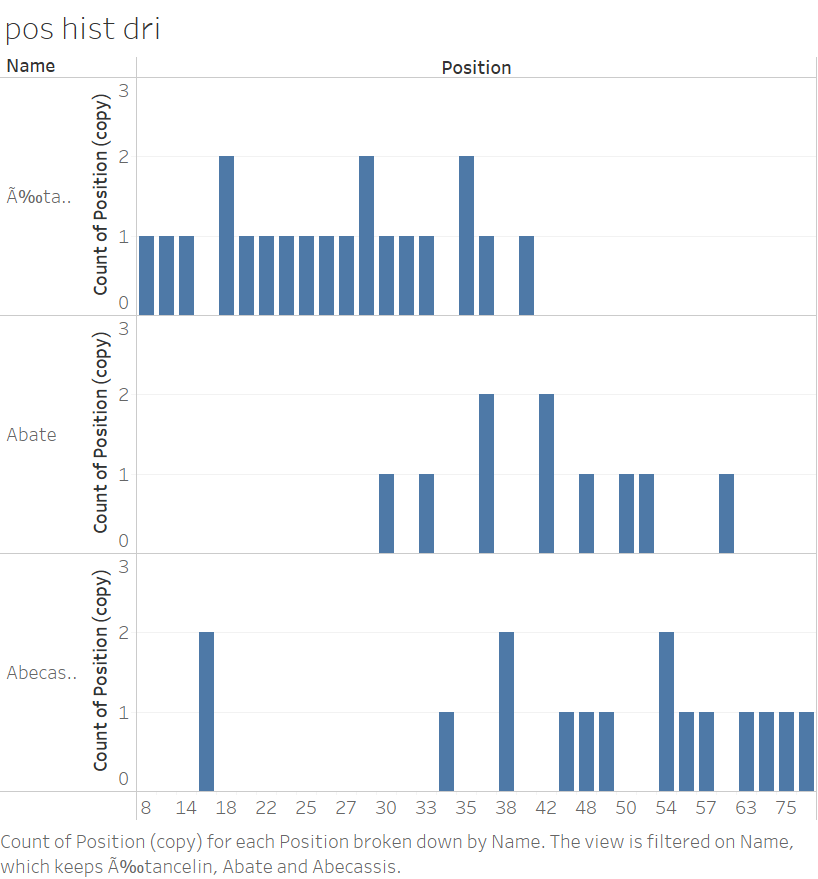 pos hist dri
Name
Position
Ã‰ta..
Count of Position (copy)
3
2
1
0
Abate
Count of Position (copy)
3
2
1
0
Abecas..
Count of Position (copy)
3
2
1
0
8 14 18 22 25 27 30 33 35 38 42 48 50 54 57 63 75
Count of Position (copy) for each Position broken down by Name. The view is filtered on Name,
which keeps Ã‰tancelin, Abate and Abecassis.